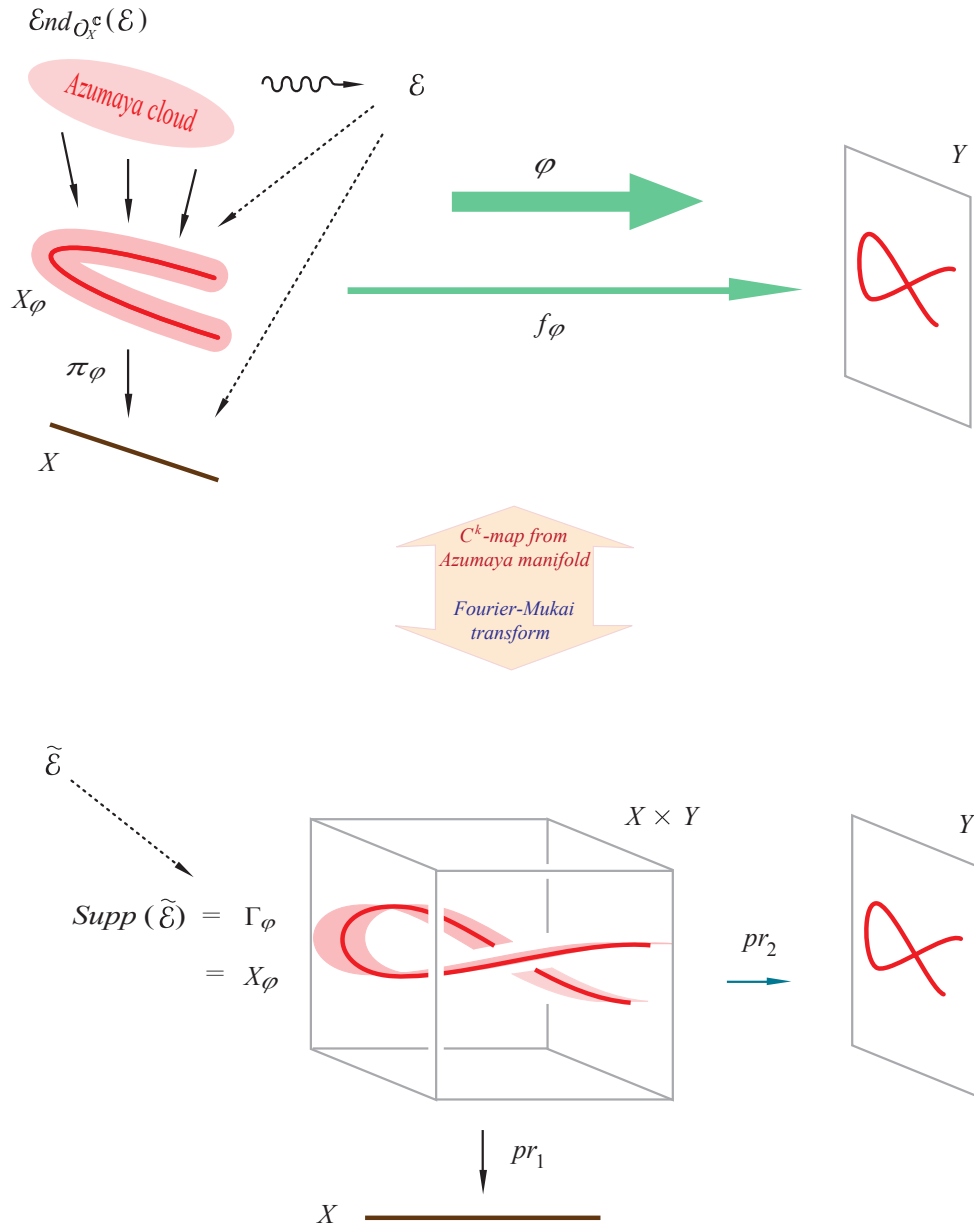 ℰnd_{𝒪_X^ℂ}(ℰ)
Azumaya cloud
ℰ
φ
Y
X_φ
f_φ
π_φ
X
C^k-map from
Azumaya manifold
Fourier-Mukai
transform
ℰ̃
X × Y
Y
Supp (ℰ̃) = Γ_φ
= X_φ
pr_2
pr_1
X